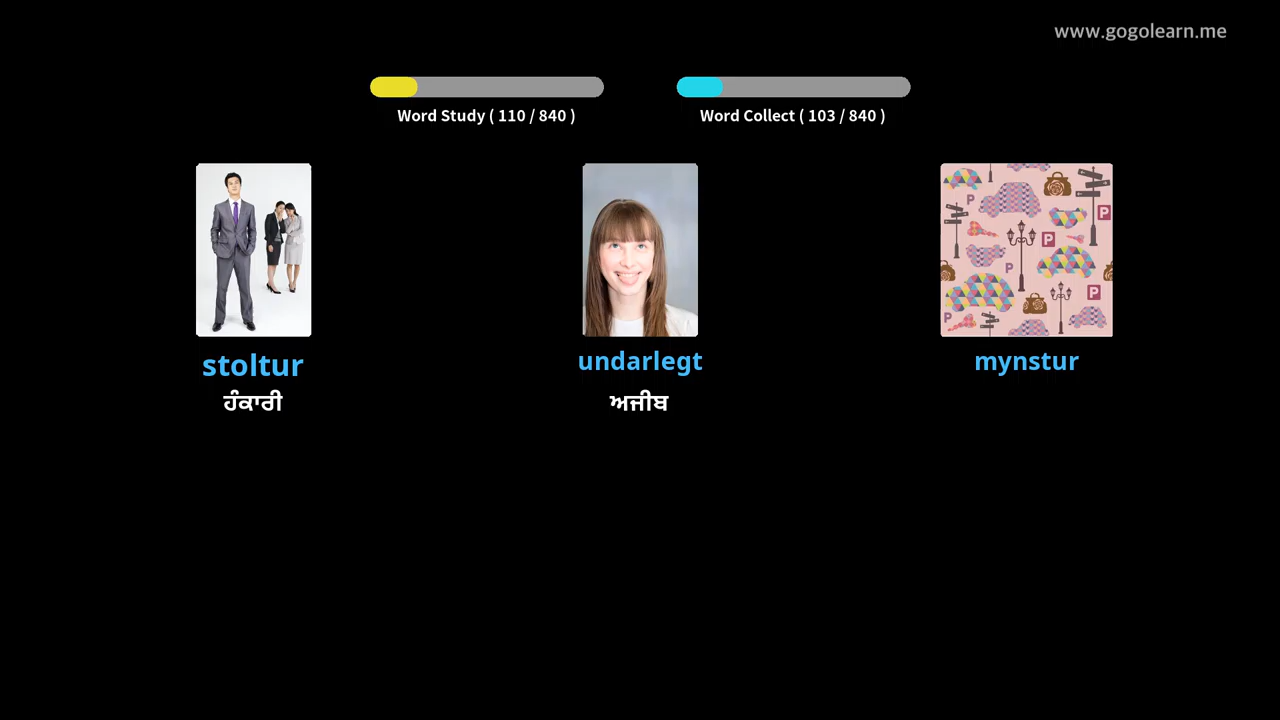 www.gogolearn.me
Word Study ( 110 / 840 )
Word Collect ( 103 / 840 )
stoltur
undarlegt
mynstur
ਹੰਕਾਰੀ
ਅਜੀਬ